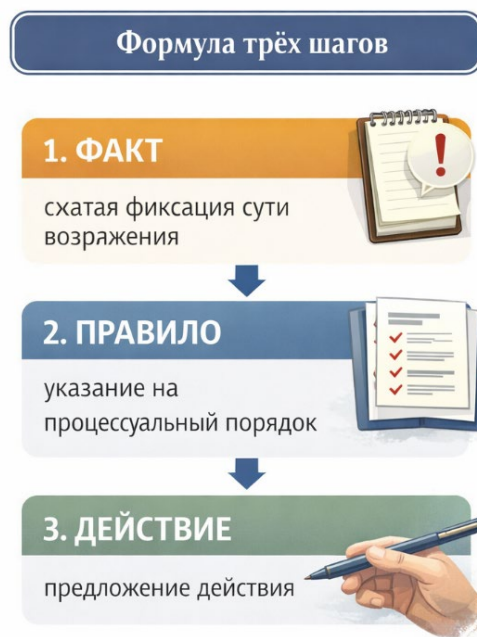 Формула трёх шагов
1. ФАКТ
схатая фиксация сути
возражения
2. ПРАВИЛО
указание на
процессуальный порядок
3. ДЕЙСТВИЕ
предложение действия